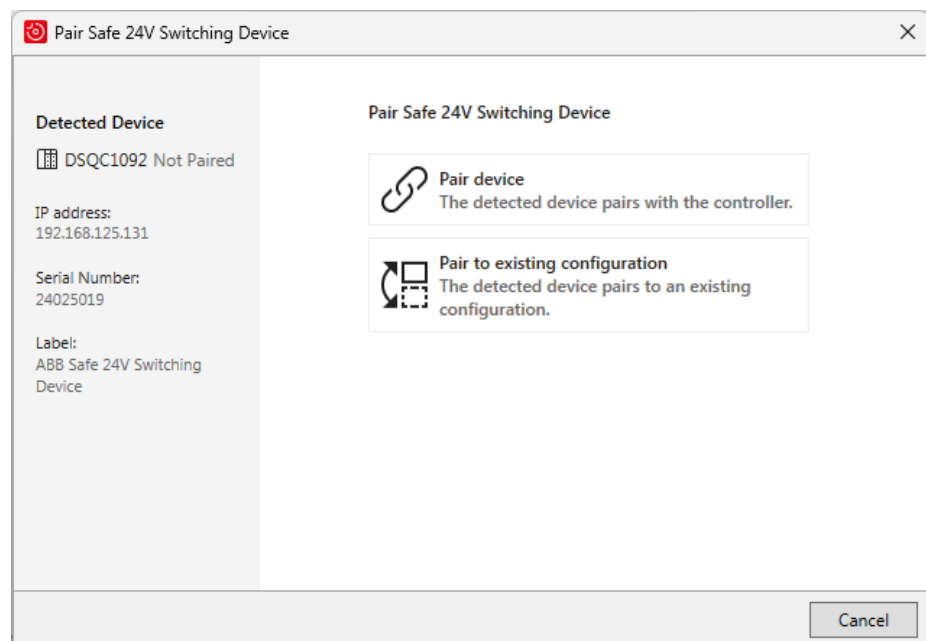 Pair Safe 24V Switching Device
Detected Device
DSQC1092 Not Paired
IP address:
192.168.125.131
Serial Number:
24025019
Label:
ABB Safe 24V Switching
Device
Pair Safe 24V Switching Device
Pair device
The detected device pairs with the controller.
Pair to existing configuration
The detected device pairs to an existing
configuration.
Cancel